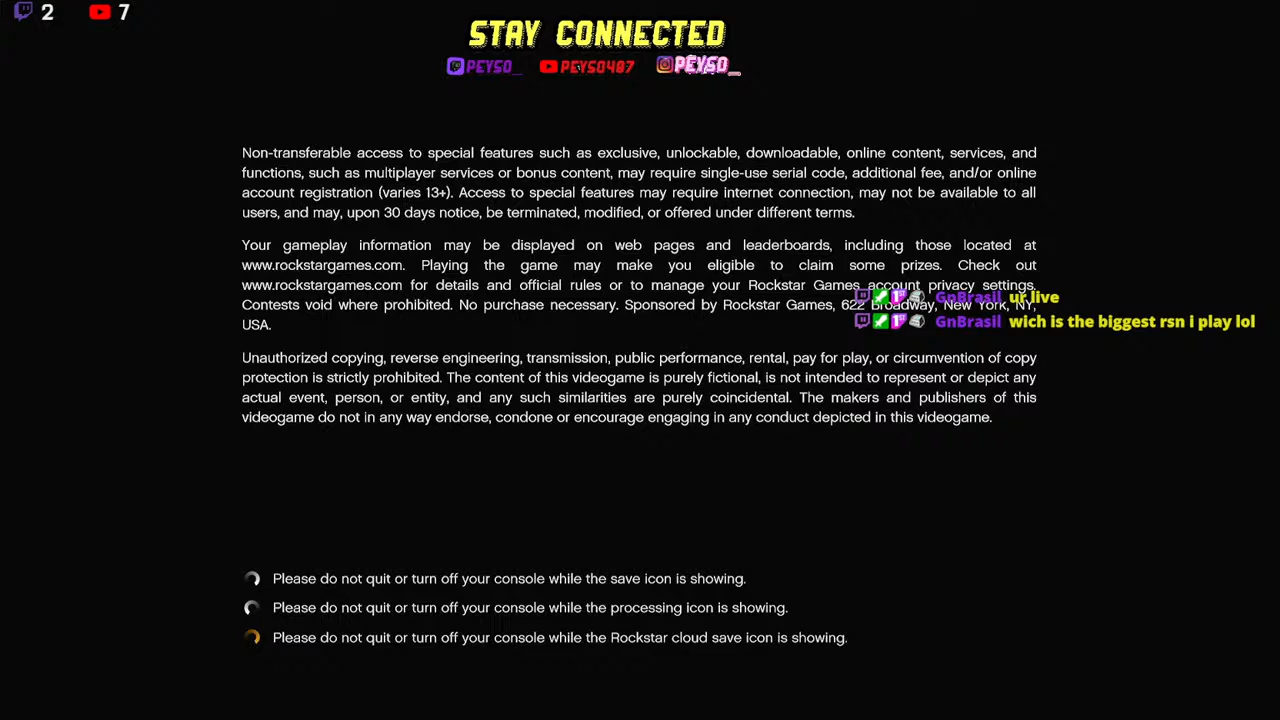 2 7
STAY CONNECTED
PEYSO_ PEYSO487 PEYSO_
Non-transferable access to special features such as exclusive, unlockable, downloadable, online content, services, and
functions, such as multiplayer services or bonus content, may require single-use serial code, additional fee, and/or online
account registration (varies 13+). Access to special features may require internet connection, may not be available to all
users, and may, upon 30 days notice, be terminated, modified, or offered under different terms.
Your gameplay information may be displayed on web pages and leaderboards, including those located at
www.rockstargames.com. Playing the game may make you eligible to claim some prizes. Check out
www.rockstargames.com for details and official rules or to manage your Rockstar Games account privacy settings.
Contests void where prohibited. No purchase necessary. Sponsored by Rockstar Games, 622 Broadway, New York, NY,
USA.
GnBrasil ur live
GnBrasil wich is the biggest rsn i play lol
Unauthorized copying, reverse engineering, transmission, public performance, rental, pay for play, or circumvention of copy
protection is strictly prohibited. The content of this videogame is purely fictional, is not intended to represent or depict any
actual event, person, or entity, and any such similarities are purely coincidental. The makers and publishers of this
videogame do not in any way endorse, condone or encourage engaging in any conduct depicted in this videogame.
Please do not quit or turn off your console while the save icon is showing.
Please do not quit or turn off your console while the processing icon is showing.
Please do not quit or turn off your console while the Rockstar cloud save icon is showing.